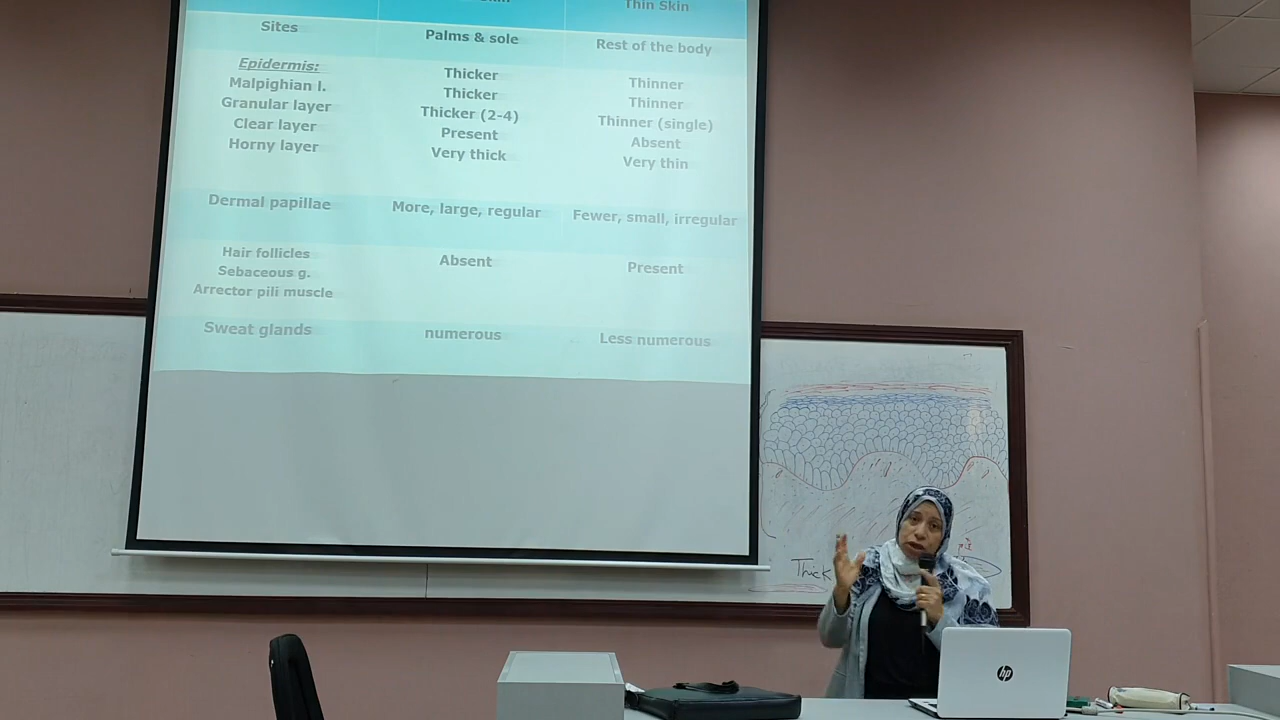 Thin Skin
Sites Palms & sole Rest of the body
Epidermis: Thicker Thinner
Malpighian l. Thicker Thinner
Granular layer Thicker (2-4) Thinner (single)
Clear layer Present Absent
Horny layer Very thick Very thin
Dermal papillae More, large, regular Fewer, small, irregular
Hair follicles
Sebaceous g. Absent Present
Arrector pili muscle
Sweat glands numerous Less numerous
Thick
hp